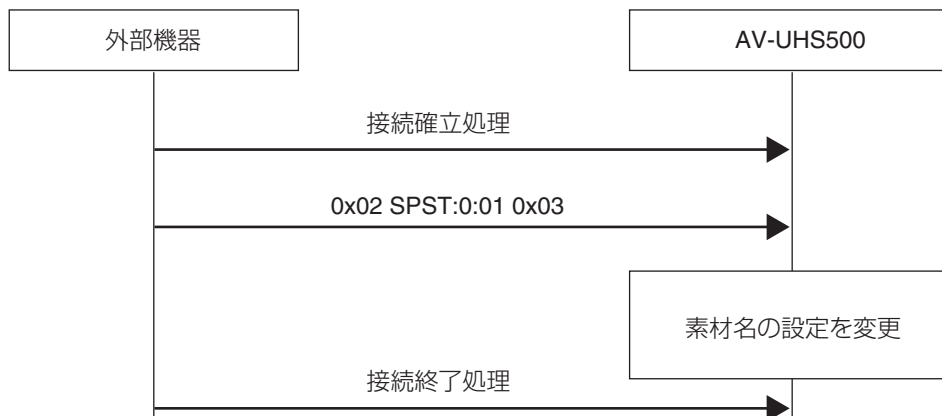 外部機器
AV-UHS500
接続確立処理
0x02 SPST:0:01 0x03
素材名の設定を変更
接続終了処理